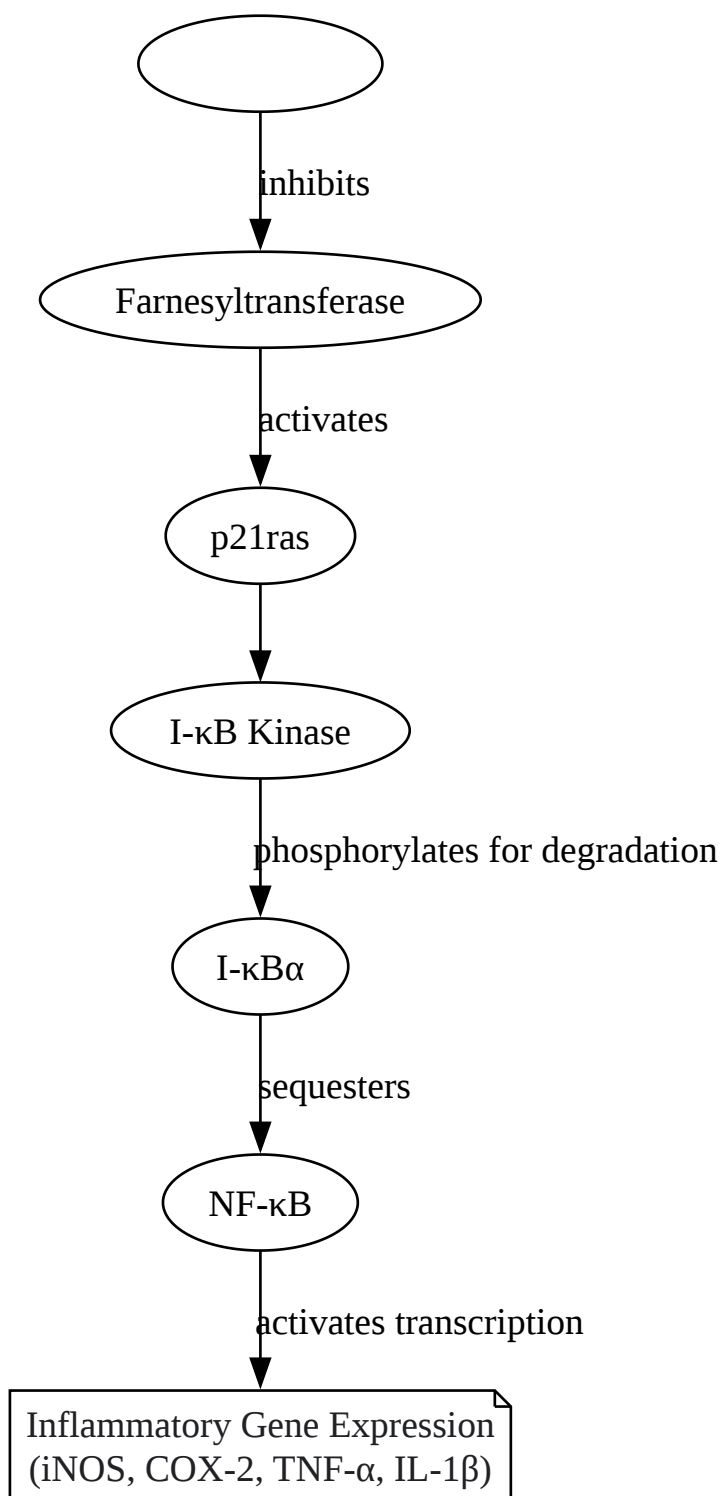 inhibits
Farnesyltransferase
activates
p21ras
I-κB Kinase
phosphorylates for degradation
I-κBα
sequesters
NF-κB
activates transcription
Inflammatory Gene Expression
(iNOS, COX-2, TNF-α, IL-1β)